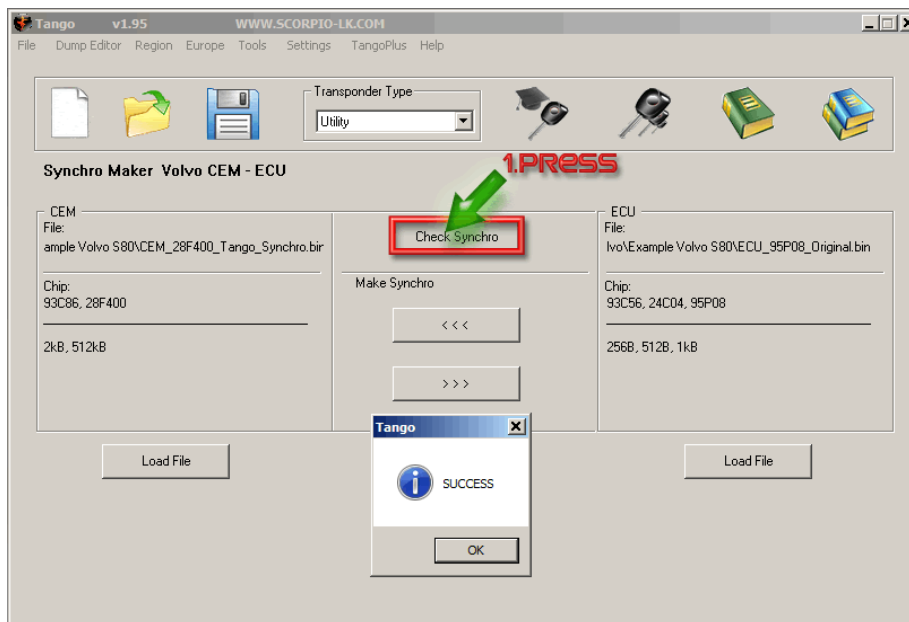 Tango v1.95 WWW.SCORPIO-LK.COM
File Dump Editor Region Europe Tools Settings TangoPlus Help
Transponder Type
Utility
Synchro Maker Volvo CEM - ECU
1.PRESS
CEM
File:
ample Volvo S80\CEM_28F400_Tango_Synchro.bin
Chip:
93C86, 28F400
2kB, 512kB
Check Synchro
Make Synchro
< < <
> > >
ECU
File:
lvo\Example Volvo S80\ECU_95P08_Original.bin
Chip:
93C56, 24C04, 95P08
256B, 512B, 1kB
Load File
Load File
Tango
SUCCESS
OK